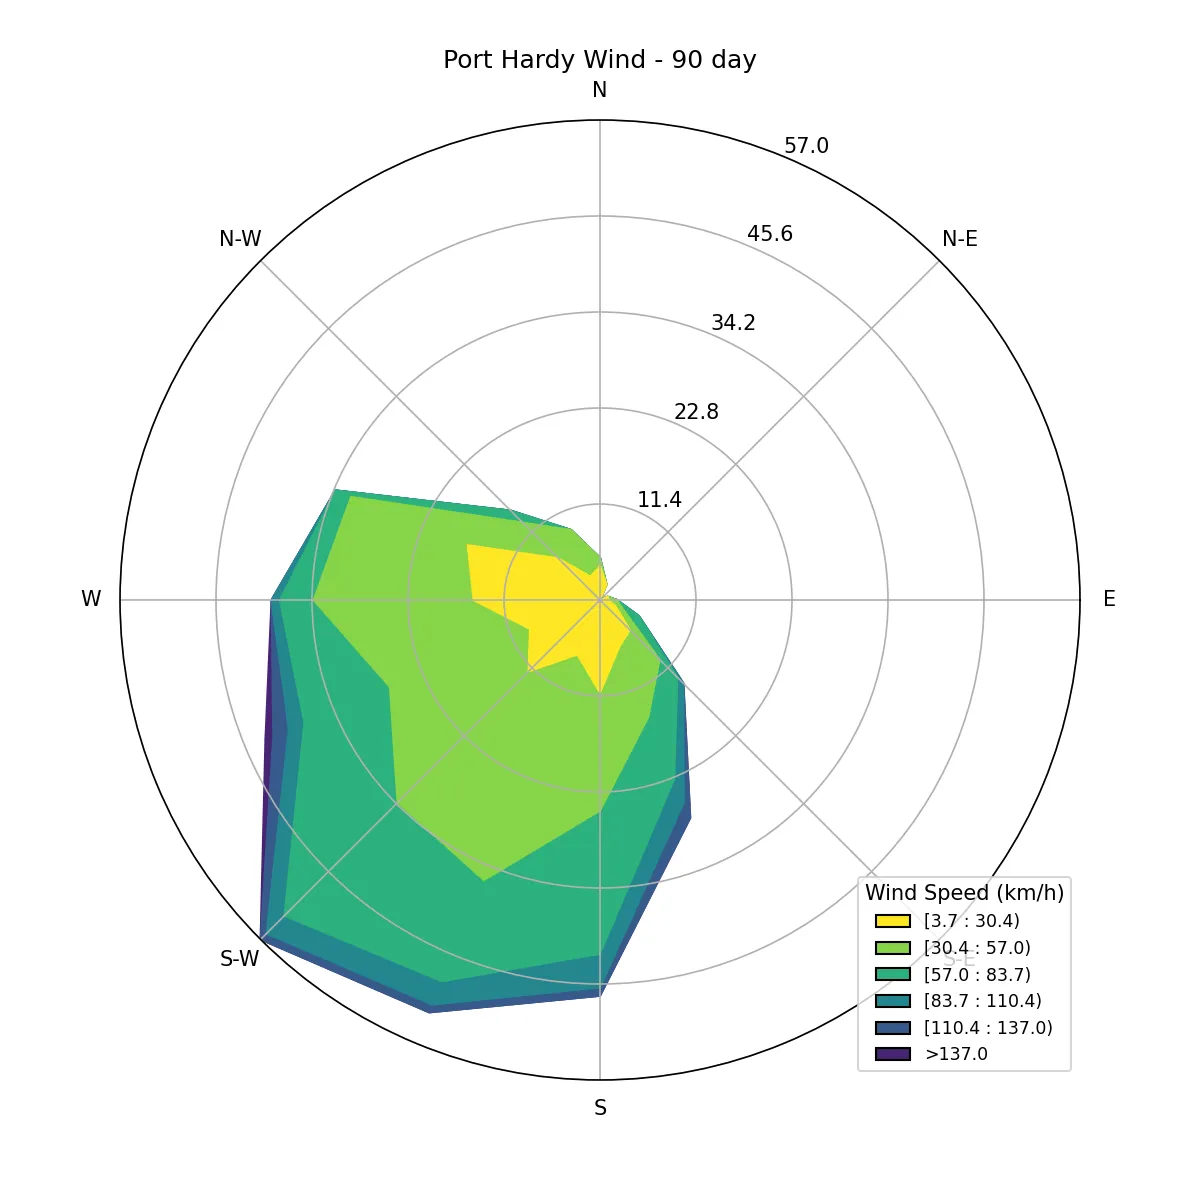 Port Hardy Wind - 90 day
N
57.0
N-W
45.6
N-E
34.2
22.8
11.4
W
E
Wind Speed (km/h)
[3.7 : 30.4)
[30.4 : 57.0)
S-W
S-E
[57.0 : 83.7)
[83.7 : 110.4)
[110.4 : 137.0)
>137.0
S